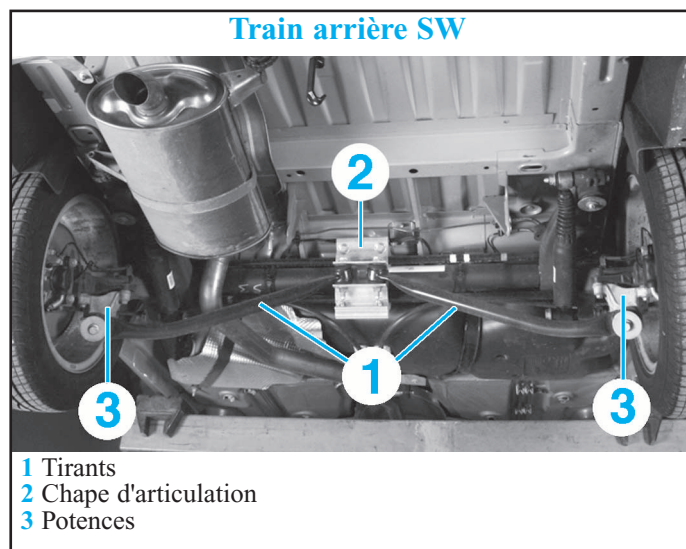 Train arrière SW
2
1
3
3
1 Tirants
2 Chape d'articulation
3 Potences